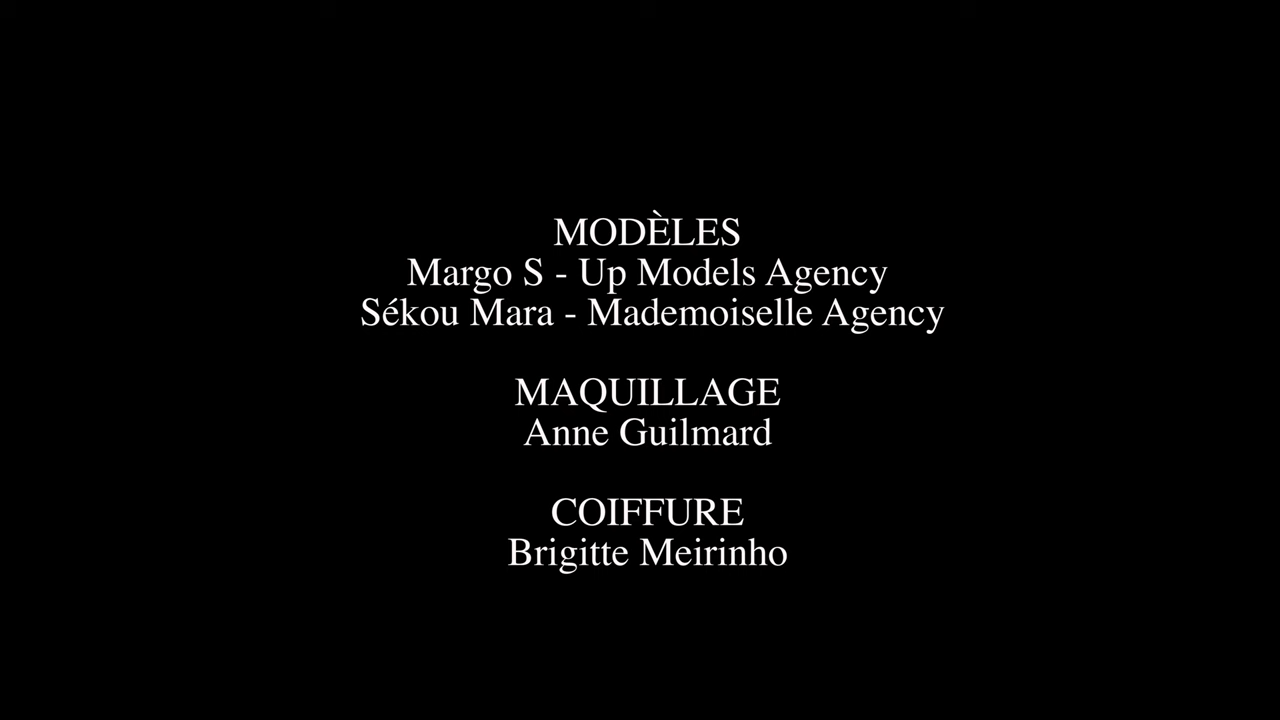 MODÈLES
Margo S - Up Models Agency
Sékou Mara - Mademoiselle Agency
MAQUILLAGE
Anne Guilmard
COIFFURE
Brigitte Meirinho